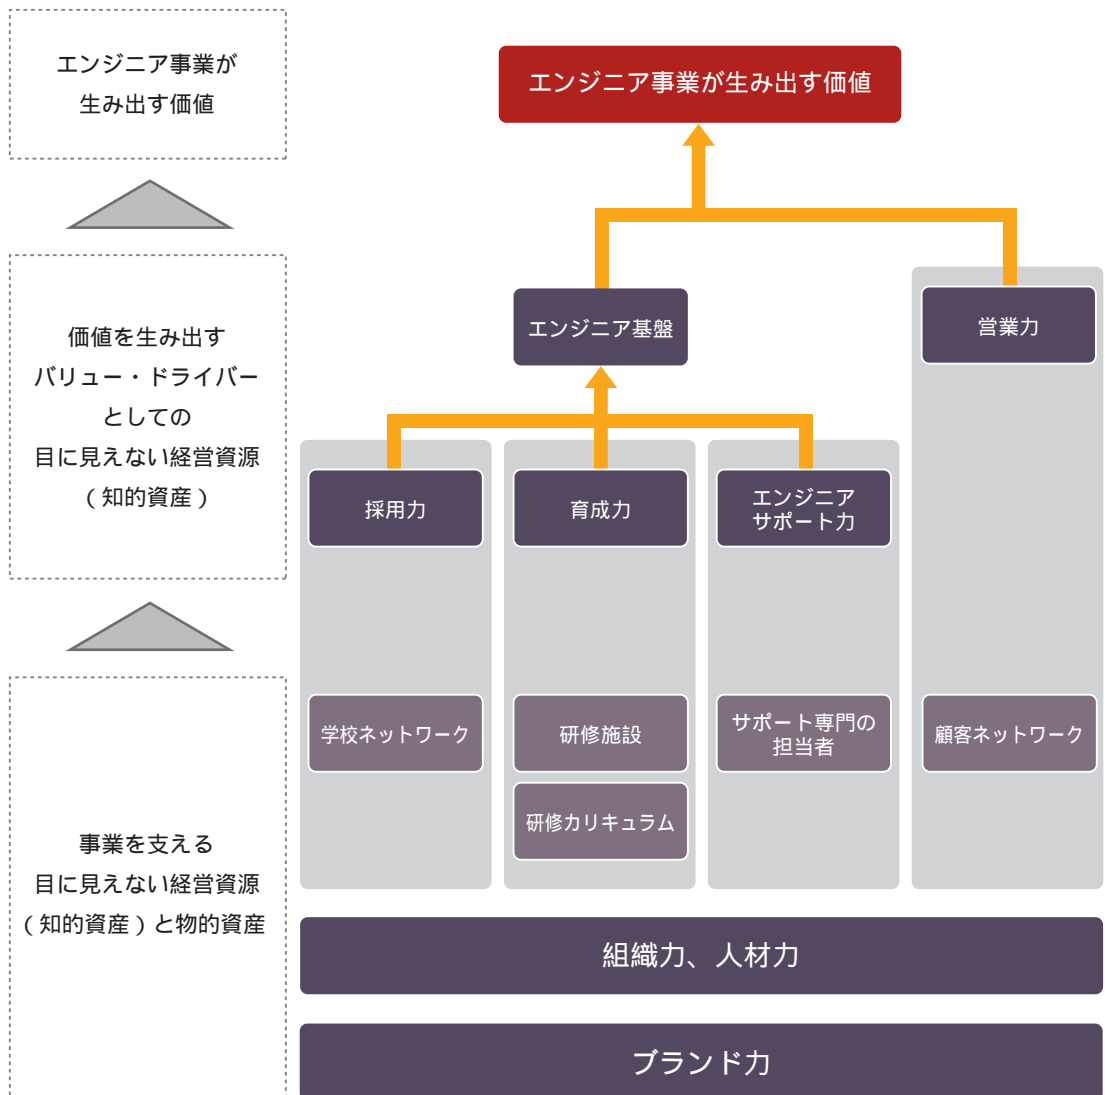 エンジニア事業が
生み出す価値
エンジニア事業が生み出す価値
価値を生み出す
バリュー・ドライバー
としての
目に見えない経営資源
(知的資産)
エンジニア基盤
営業力
採用力
育成力
エンジニア
サポート力
事業を支える
目に見えない経営資源
(知的資産)と物的資産
学校ネットワーク
研修施設
サポート専門の
担当者
顧客ネットワーク
研修カリキュラム
組織力、人材力
ブランド力